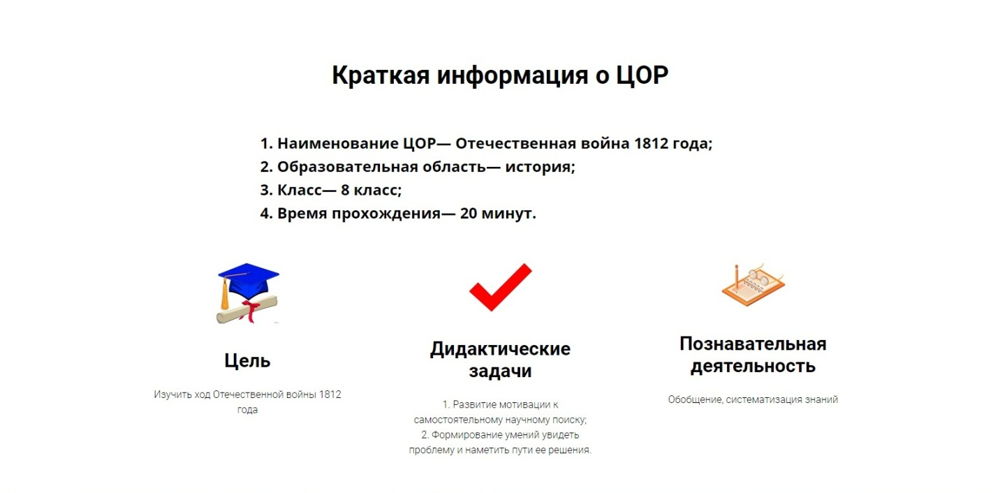 Краткая информация о ЦОР
1. Наименование ЦОР— Отечественная война 1812 года;
2. Образовательная область— история;
3. Класс— 8 класс;
4. Время прохождения— 20 минут.
Цель
Изучить ход Отечественной войны 1812
года
Дидактические
задачи
1. Развитие мотивации к
самостоятельному научному поиску;
2. Формирование умений увидеть
проблему и наметить пути ее решения.
Познавательная
деятельность
Обобщение, систематизация знаний